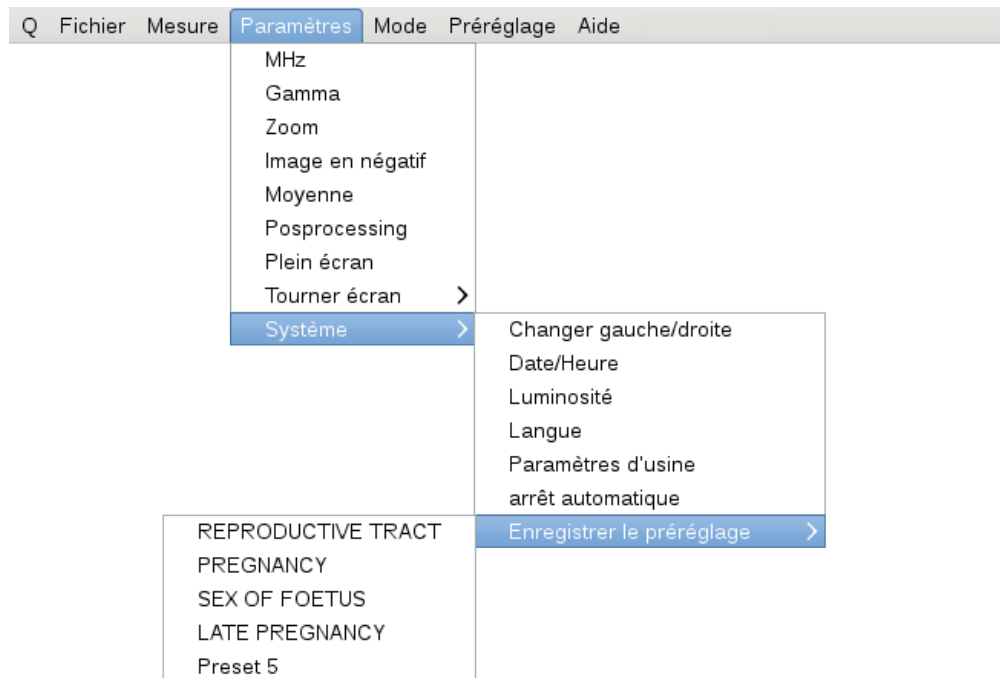 Q Fichier Mesure Paramètres Mode Préréglage Aide
MHz
Gamma
Zoom
Image en négatif
Moyenne
Posprocessing
Plein écran
Tourner écran
Système
Changer gauche/droite
Date/Heure
Luminosité
Langue
Paramètres d'usine
arrêt automatique
Enregistrer le préréglage
REPRODUCTIVE TRACT
PREGNANCY
SEX OF FOETUS
LATE PREGNANCY
Preset 5